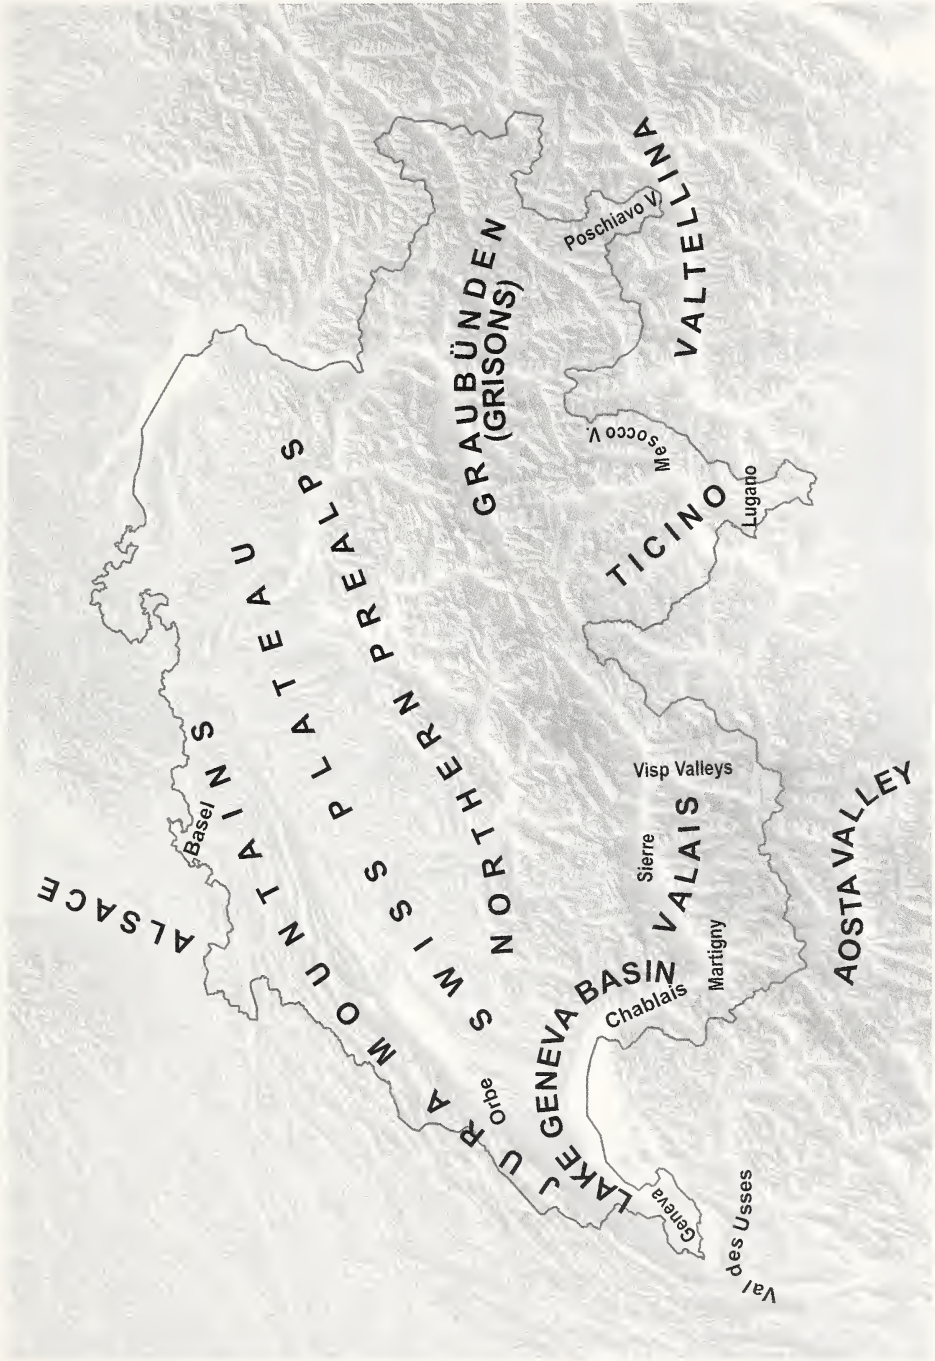 ALSACE
Basel
JURA MOUNTAINS
SWISS PLATEAU
NORTHERN PREALPS
Orbe
LAKE GENEVA BASIN
Geneva
Val des Usses
Chablais
Martigny
VALAIS
Sierre
Visp Valleys
AOSTA VALLEY
TICINO
Lugano
Mesocco V.
GRAUBÜNDEN
(GRISONS)
Poschiavo V.
VALTELLINA